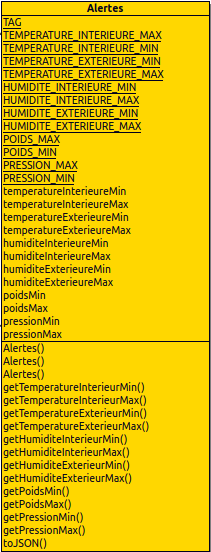 Alertes
TAG
TEMPERATURE_INTERIEURE_MAX
TEMPERATURE_INTERIEURE_MIN
TEMPERATURE_EXTERIEURE_MIN
TEMPERATURE_EXTERIEURE_MAX
HUMIDITE_INTERIEURE_MIN
HUMIDITE_INTERIEURE_MAX
HUMIDITE_EXTERIEURE_MIN
HUMIDITE_EXTERIEURE_MAX
POIDS_MAX
POIDS_MIN
PRESSION_MAX
PRESSION_MIN
temperatureInterieureMin
temperatureInterieureMax
temperatureExterieureMin
temperatureExterieureMax
humiditeInterieureMin
humiditeInterieureMax
humiditeExterieureMin
humiditeExterieureMax
poidsMin
poidsMax
pressionMin
pressionMax
Alertes()
Alertes()
Alertes()
getTemperatureInterieurMin()
getTemperatureInterieurMax()
getTemperatureExterieurMin()
getTemperatureExterieurMax()
getHumiditeInterieurMin()
getHumiditeInterieurMax()
getHumiditeExterieurMin()
getHumiditeExterieurMax()
getPoidsMin()
getPoidsMax()
getPressionMin()
getPressionMax()
toJSON()